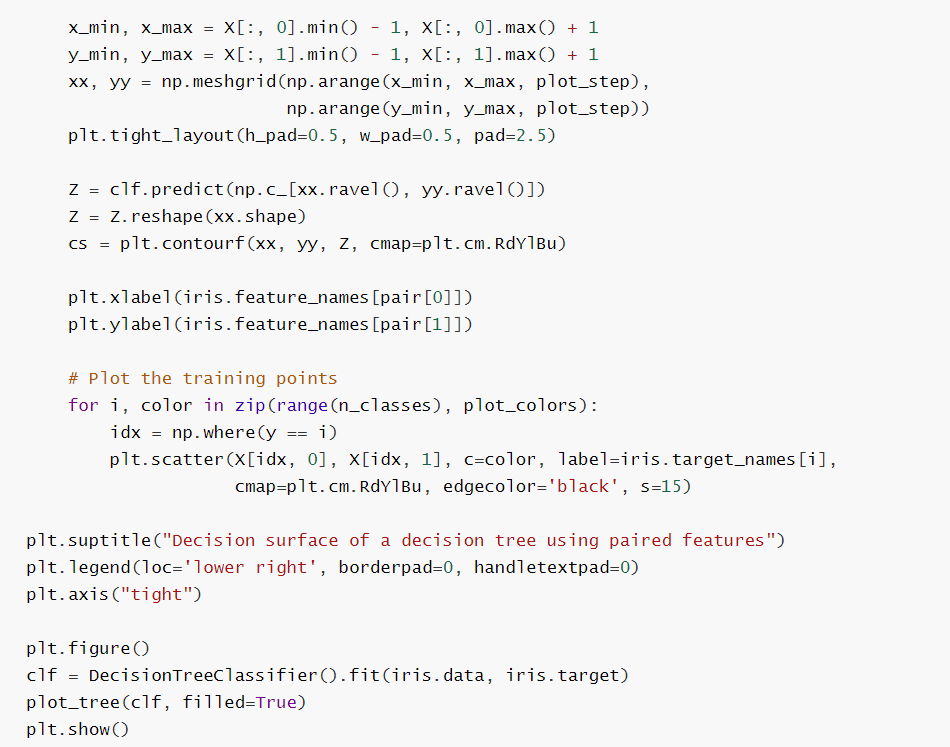 x_min, x_max = X[:, 0].min() - 1, X[:, 0].max() + 1
    y_min, y_max = X[:, 1].min() - 1, X[:, 1].max() + 1
    xx, yy = np.meshgrid(np.arange(x_min, x_max, plot_step),
                         np.arange(y_min, y_max, plot_step))
    plt.tight_layout(h_pad=0.5, w_pad=0.5, pad=2.5)

    Z = clf.predict(np.c_[xx.ravel(), yy.ravel()])
    Z = Z.reshape(xx.shape)
    cs = plt.contourf(xx, yy, Z, cmap=plt.cm.RdYlBu)

    plt.xlabel(iris.feature_names[pair[0]])
    plt.ylabel(iris.feature_names[pair[1]])

    # Plot the training points
    for i, color in zip(range(n_classes), plot_colors):
        idx = np.where(y == i)
        plt.scatter(X[idx, 0], X[idx, 1], c=color, label=iris.target_names[i],
                    cmap=plt.cm.RdYlBu, edgecolor='black', s=15)

plt.suptitle("Decision surface of a decision tree using paired features")
plt.legend(loc='lower right', borderpad=0, handletextpad=0)
plt.axis("tight")

plt.figure()
clf = DecisionTreeClassifier().fit(iris.data, iris.target)
plot_tree(clf, filled=True)
plt.show()